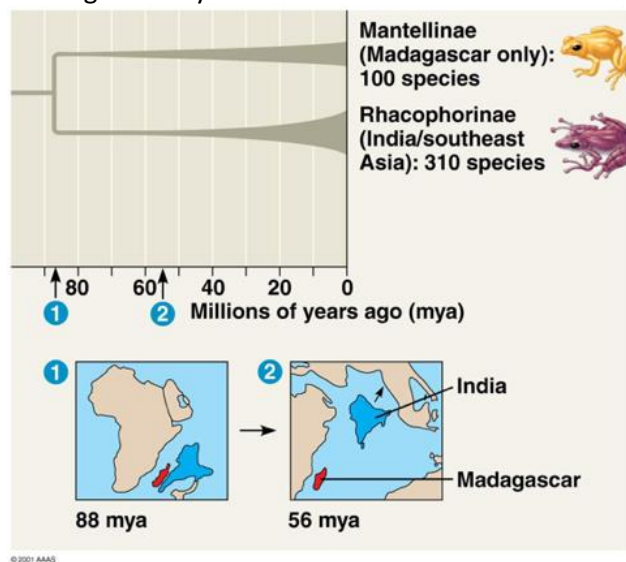 Mantellinae
(Madagascar only):
100 species
Rhacophorinae
(India/southeast
Asia): 310 species
80 60 40 20 0
1 2 Millions of years ago (mya)
1 2
India
Madagascar
88 mya 56 mya
©2001 AAAS